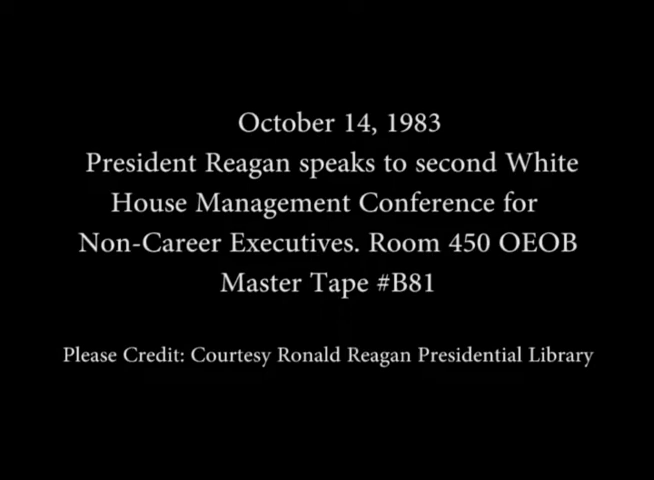 October 14, 1983
President Reagan speaks to second White
House Management Conference for
Non-Career Executives. Room 450 OEOB
Master Tape #B81
Please Credit: Courtesy Ronald Reagan Presidential Library